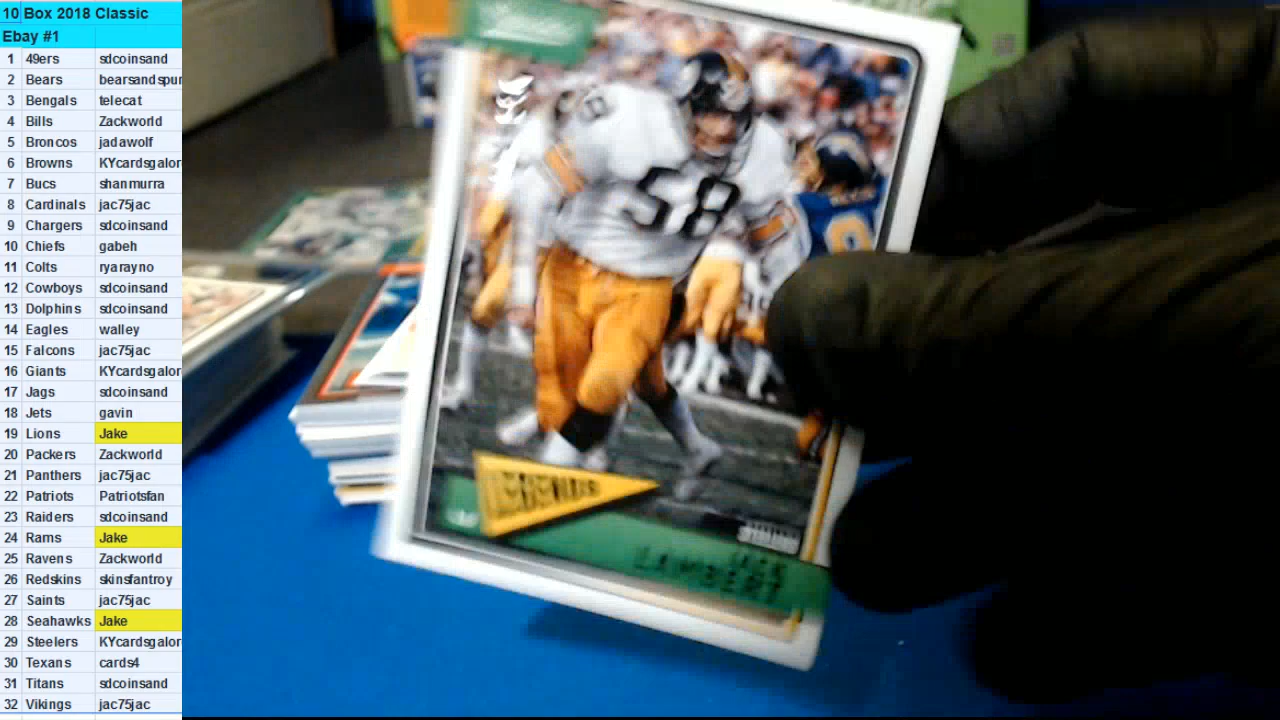 10 Box 2018 Classic
Ebay #1
1 49ers sdcoinsand
2 Bears bearsandspur
3 Bengals telecat
4 Bills Zackworld
5 Broncos jadawolf
6 Browns KYcardsgalor
7 Bucs shanmurra
8 Cardinals jac75jac
9 Chargers sdcoinsand
10 Chiefs gabeh
11 Colts ryarayno
12 Cowboys sdcoinsand
13 Dolphins sdcoinsand
14 Eagles walley
15 Falcons jac75jac
16 Giants KYcardsgalor
17 Jags sdcoinsand
18 Jets gavin
19 Lions Jake
20 Packers Zackworld
21 Panthers jac75jac
22 Patriots Patriotsfan
23 Raiders sdcoinsand
24 Rams Jake
25 Ravens Zackworld
26 Redskins skinsfantroy
27 Saints jac75jac
28 Seahawks Jake
29 Steelers KYcardsgalor
30 Texans cards4
31 Titans sdcoinsand
32 Vikings jac75jac
58
LEGENDS
JACK
LAMBERT